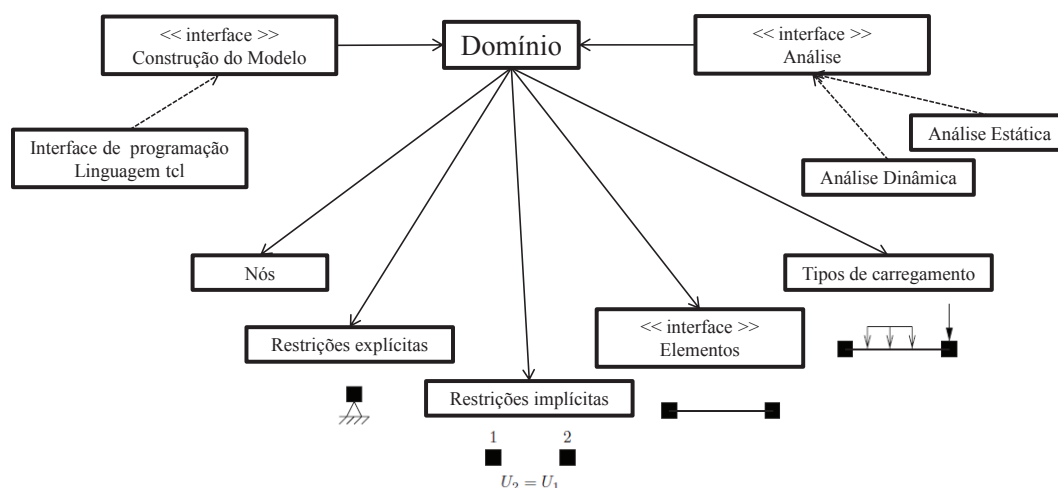 << interface >>
Construção do Modelo
Domínio
<< interface >>
Análise
Interface de programação
Linguagem tcl
Análise Estática
Análise Dinâmica
Nós
Tipos de carregamento
Restrições explícitas
<< interface >>
Elementos
Restrições implícitas
1 2
U₂ = U₁